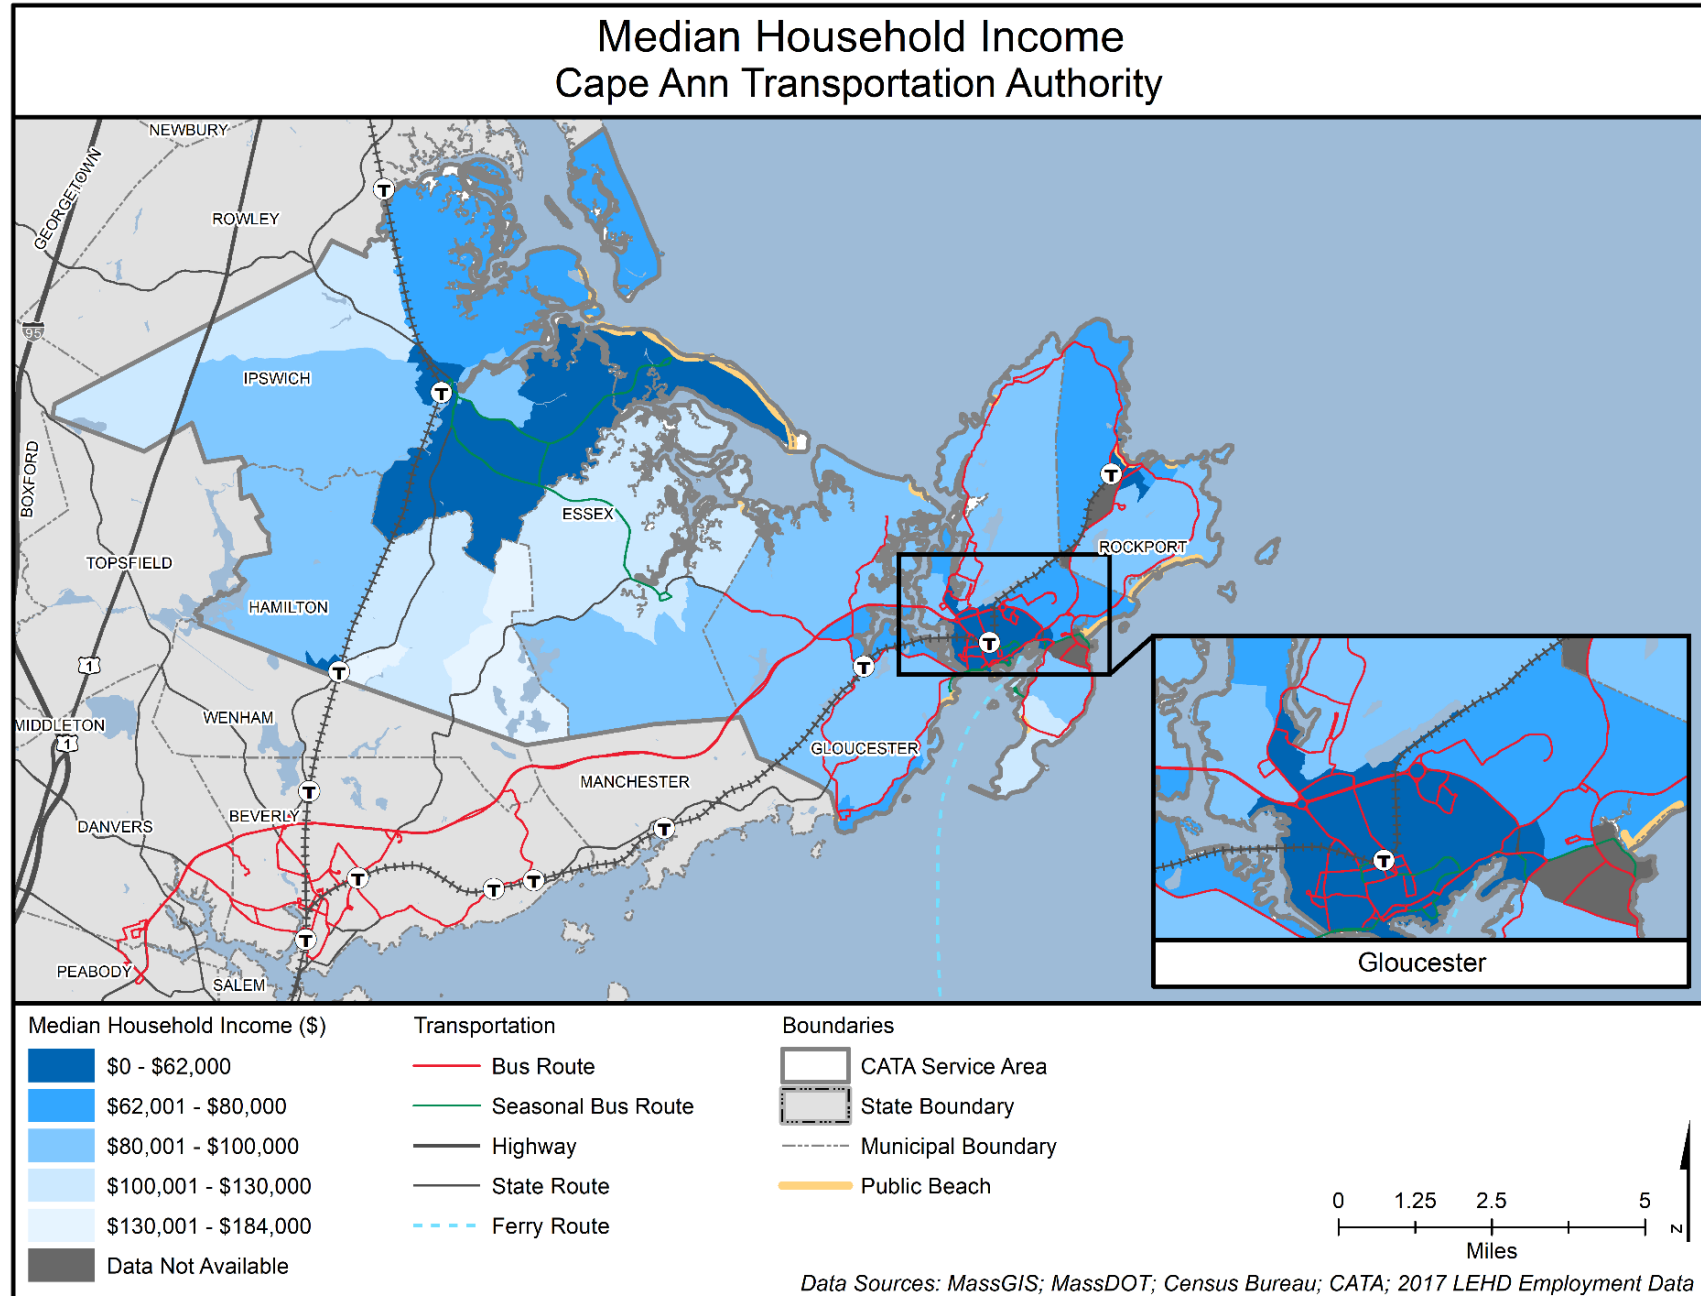 Median Household Income
Cape Ann Transportation Authority
NEWBURY
GEORGETOWN
ROWLEY
95
IPSWICH
BOXFORD
ESSEX
TOPSFIELD
ROCKPORT
HAMILTON
1
WENHAM
MIDDLETON
1
GLOUCESTER
MANCHESTER
BEVERLY
DANVERS
PEABODY
SALEM
T
T
T
T
T
T
T
T
T
T
T
T
Gloucester
Median Household Income ($)
$0 - $62,000
$62,001 - $80,000
$80,001 - $100,000
$100,001 - $130,000
$130,001 - $184,000
Data Not Available
Transportation
Bus Route
Seasonal Bus Route
Highway
State Route
Ferry Route
Boundaries
CATA Service Area
State Boundary
Municipal Boundary
Public Beach
0 1.25 2.5 5
Miles
N
Data Sources: MassGIS; MassDOT; Census Bureau; CATA; 2017 LEHD Employment Data